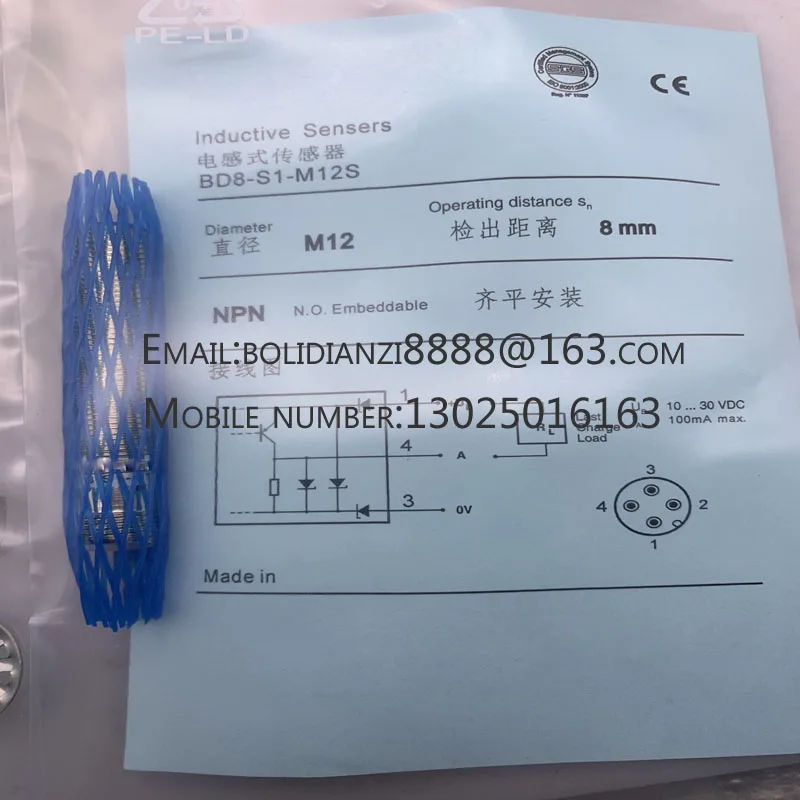 PE-LD
CE
Inductive Sensers
电感式传感器
BD8-S1-M12S
Diameter
直径
M12
Operating distance sn
检出距离
8 mm
NPN N.O. Embeddable 齐平安装
EMAIL:BOLIDIANZI8888@163.COM
接线图
MOBILE NUMBER:13025016163
1
4
A
3
0V
RL
Load
10 ... 30 VDC
100mA max.
3
4
2
1
Made in